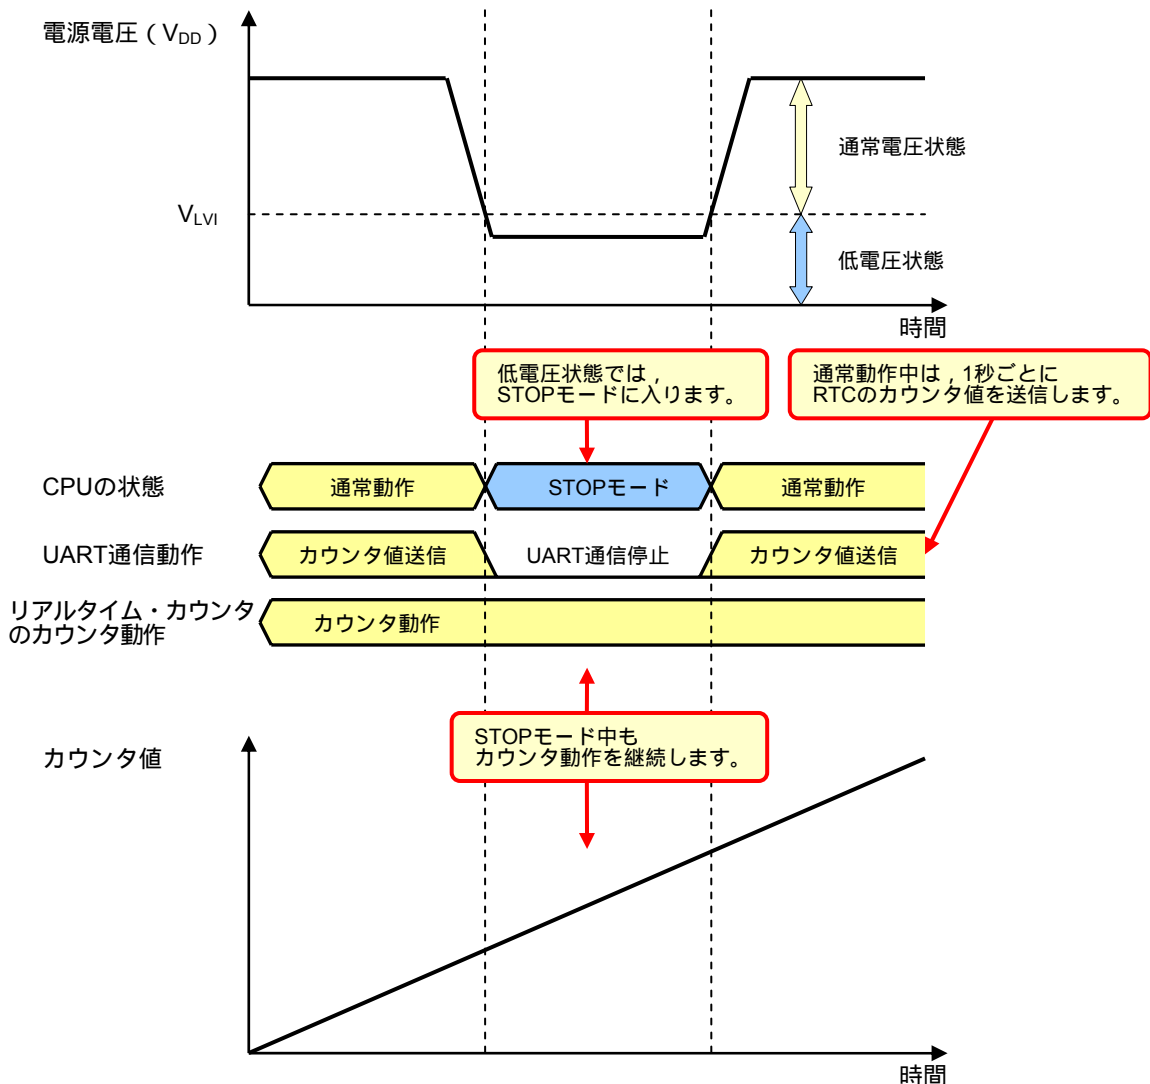 電源電圧（VDD）
通常電圧状態
VLVI
低電圧状態
時間
低電圧状態では，
STOPモードに入ります。
通常動作中は，1秒ごとに
RTCのカウンタ値を送信します。
CPUの状態
通常動作
STOPモード
通常動作
UART通信動作
カウンタ値送信
UART通信停止
カウンタ値送信
リアルタイム・カウンタ
のカウンタ動作
カウンタ動作
STOPモード中も
カウンタ動作を継続します。
カウンタ値
時間